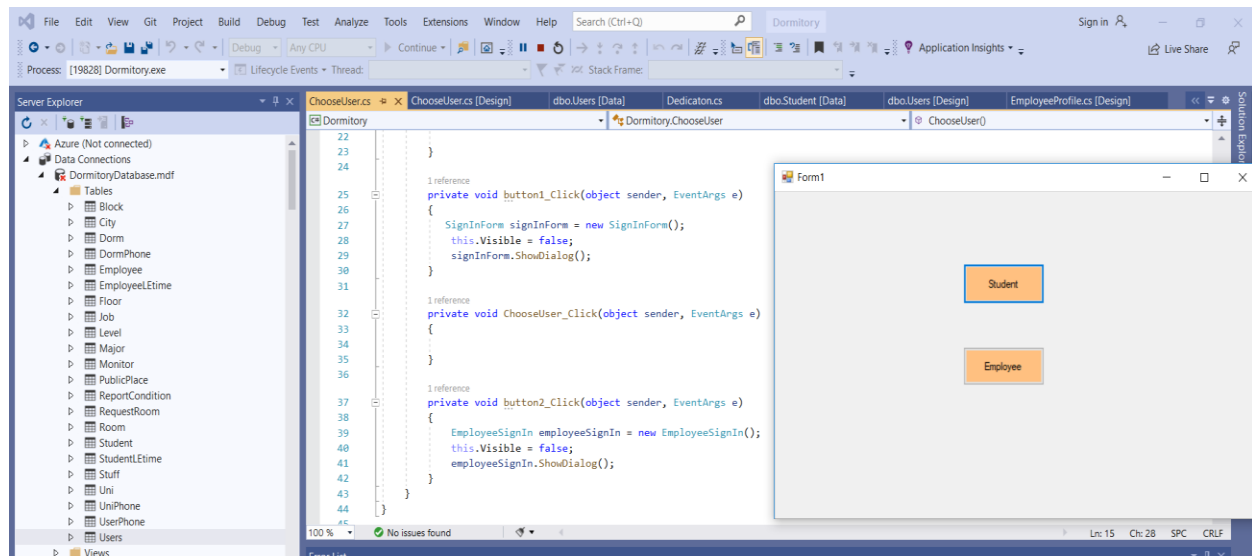 File Edit View Git Project Build Debug Test Analyze Tools Extensions Window Help Search (Ctrl+Q) Dormitory Sign in
Debug Any CPU Continue Application Insights Live Share
Process: [19828] Dormitory.exe Lifecycle Events Thread: Stack Frame:
Server Explorer
Azure (Not connected)
Data Connections
DormitoryDatabase.mdf
Tables
Block
City
Dorm
DormPhone
Employee
EmployeeLEtime
Floor
Job
Level
Major
Monitor
PublicPlace
ReportCondition
RequestRoom
Room
Student
StudentLEtime
Stuff
Uni
UniPhone
UserPhone
Users
Views
ChooseUser.cs ChooseUser.cs [Design] dbo.Users [Data] Dedicaton.cs dbo.Student [Data] dbo.Users [Design] EmployeeProfile.cs [Design]
Dormitory Dormitory.ChooseUser ChooseUser()
22
23 }
24
1 reference
25 private void button1_Click(object sender, EventArgs e)
26 {
27 SignInForm signInForm = new SignInForm();
28 this.Visible = false;
29 signInForm.ShowDialog();
30 }
31
1 reference
32 private void ChooseUser_Click(object sender, EventArgs e)
33 {
34
35 }
36
1 reference
37 private void button2_Click(object sender, EventArgs e)
38 {
39 EmployeeSignIn employeeSignIn = new EmployeeSignIn();
40 this.Visible = false;
41 employeeSignIn.ShowDialog();
42 }
43 }
44 }
45
100 % No issues found Ln: 15 Ch: 28 SPC CRLF
Error List
Form1
Student
Employee
Solution Explor